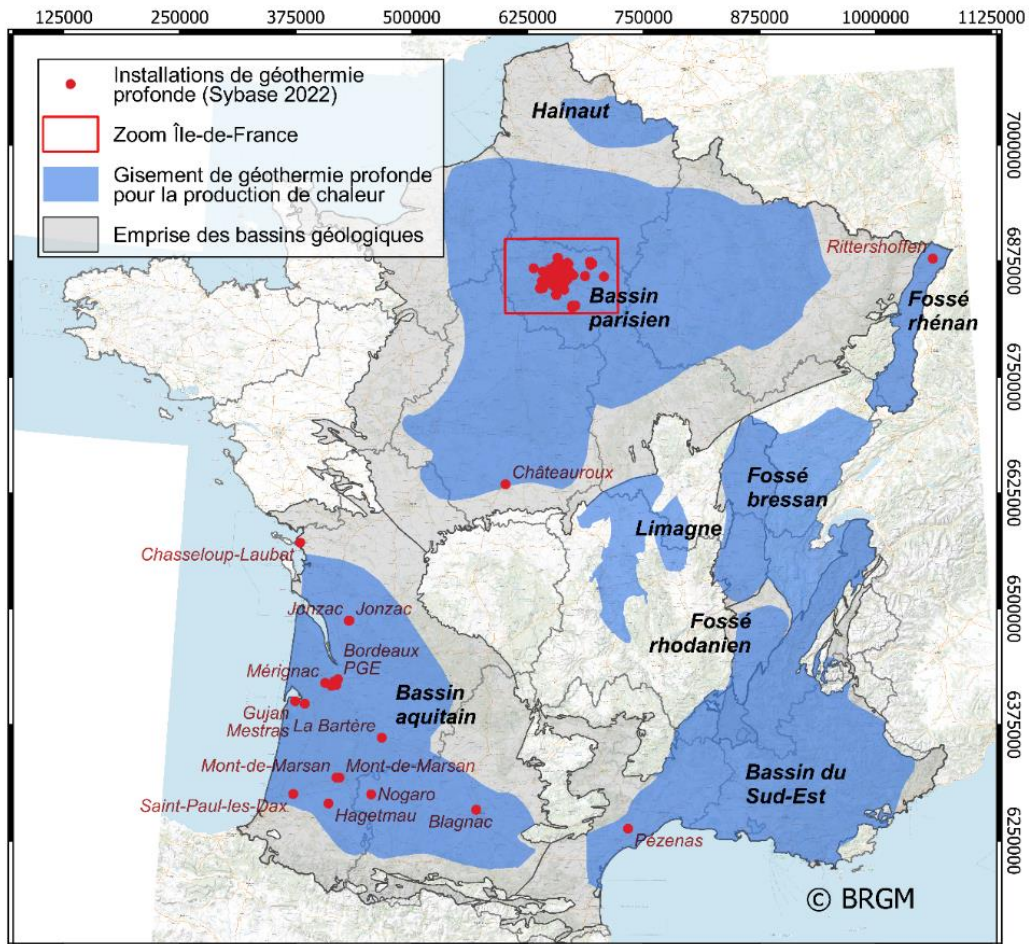 125000 250000 375000 500000 625000 750000 875000 1000000 1125000
Installations de géothermie
profonde (Sybase 2022)
Zoom Île-de-France
Gisement de géothermie profonde
pour la production de chaleur
Emprise des bassins géologiques
Hainaut
7000000
Rittershoffen
6875000
Bassin
parisien
Fossé
rhénan
6750000
Châteauroux
Fossé
bressan
6625000
Limagne
Chasseloup-Laubat
6500000
Jonzac Jonzac
Fossé
rhodanien
Bordeaux
PGE
Mérignac
Bassin
aquitain
Gujan
Mestras
La Bartère
6375000
Mont-de-Marsan Mont-de-Marsan
Bassin du
Sud-Est
Saint-Paul-les-Dax
Nogaro
Hagetmau
Blagnac
6250000
Pézenas
© BRGM